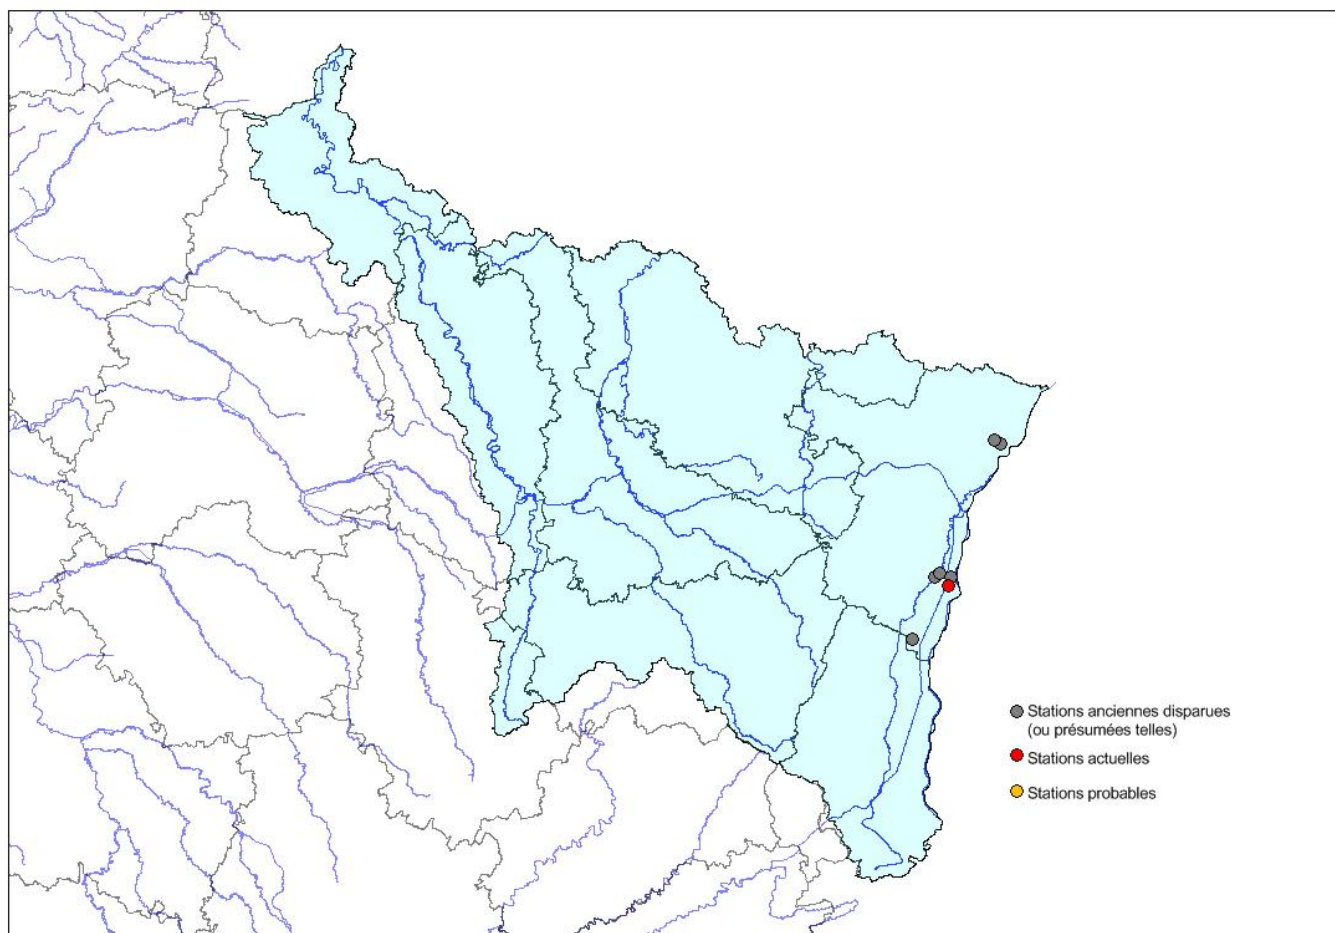 Stations anciennes disparues
(ou présumées telles)
Stations actuelles
Stations probables